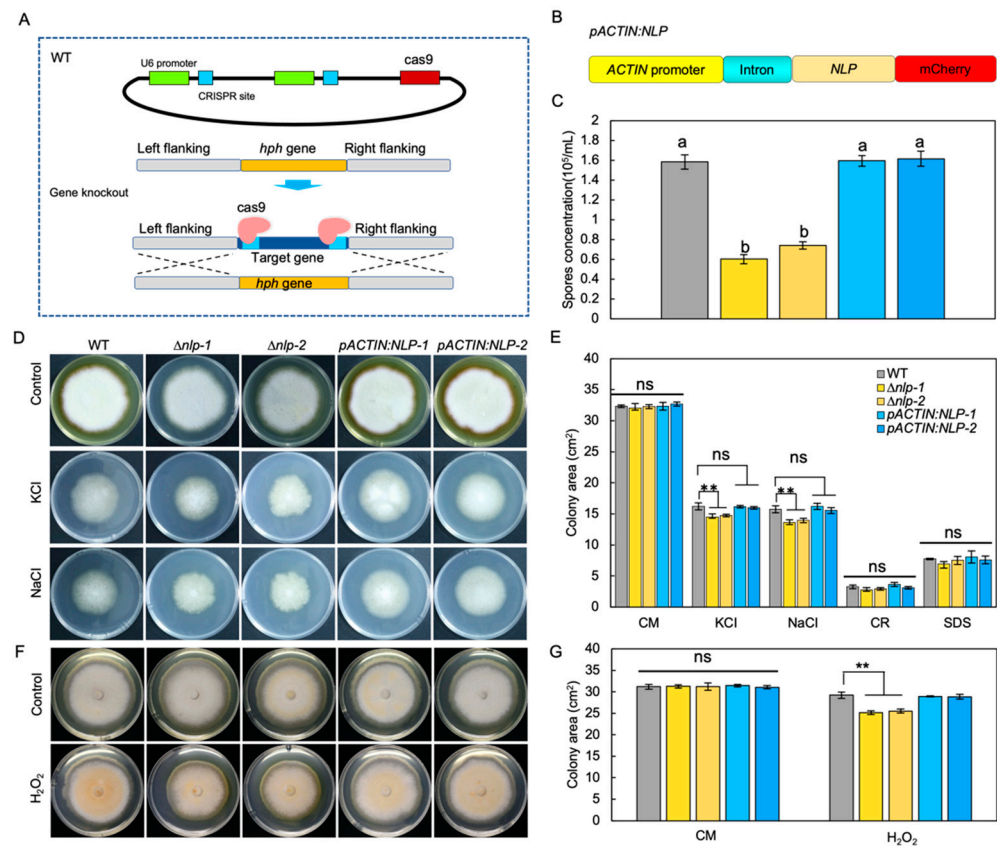 A
WT
cas9
U6 promoter
CRISPR site
Left flanking
hph gene
Right flanking
Gene knockout
cas9
Left flanking
Right flanking
Target gene
hph gene
B
pACTIN:NLP
ACTIN promoter Intron NLP mCherry
C
Spores concentration(10⁵/mL)
2
1.8
1.6
1.4
1.2
1
0.8
0.6
0.4
0.2
0
a
b
b
a
a
D
WT Δnlp-1 Δnlp-2 pACTIN:NLP-1 pACTIN:NLP-2
Control
KCl
NaCl
E
Colony area (cm²)
40
35
30
25
20
15
10
5
0
ns
WT
Δnlp-1
Δnlp-2
pACTIN:NLP-1
pACTIN:NLP-2
ns
**
ns
**
ns
ns
CM KCl NaCl CR SDS
F
Control
H₂O₂
G
Colony area (cm²)
40
35
30
25
20
15
10
5
0
ns
**
CM H₂O₂